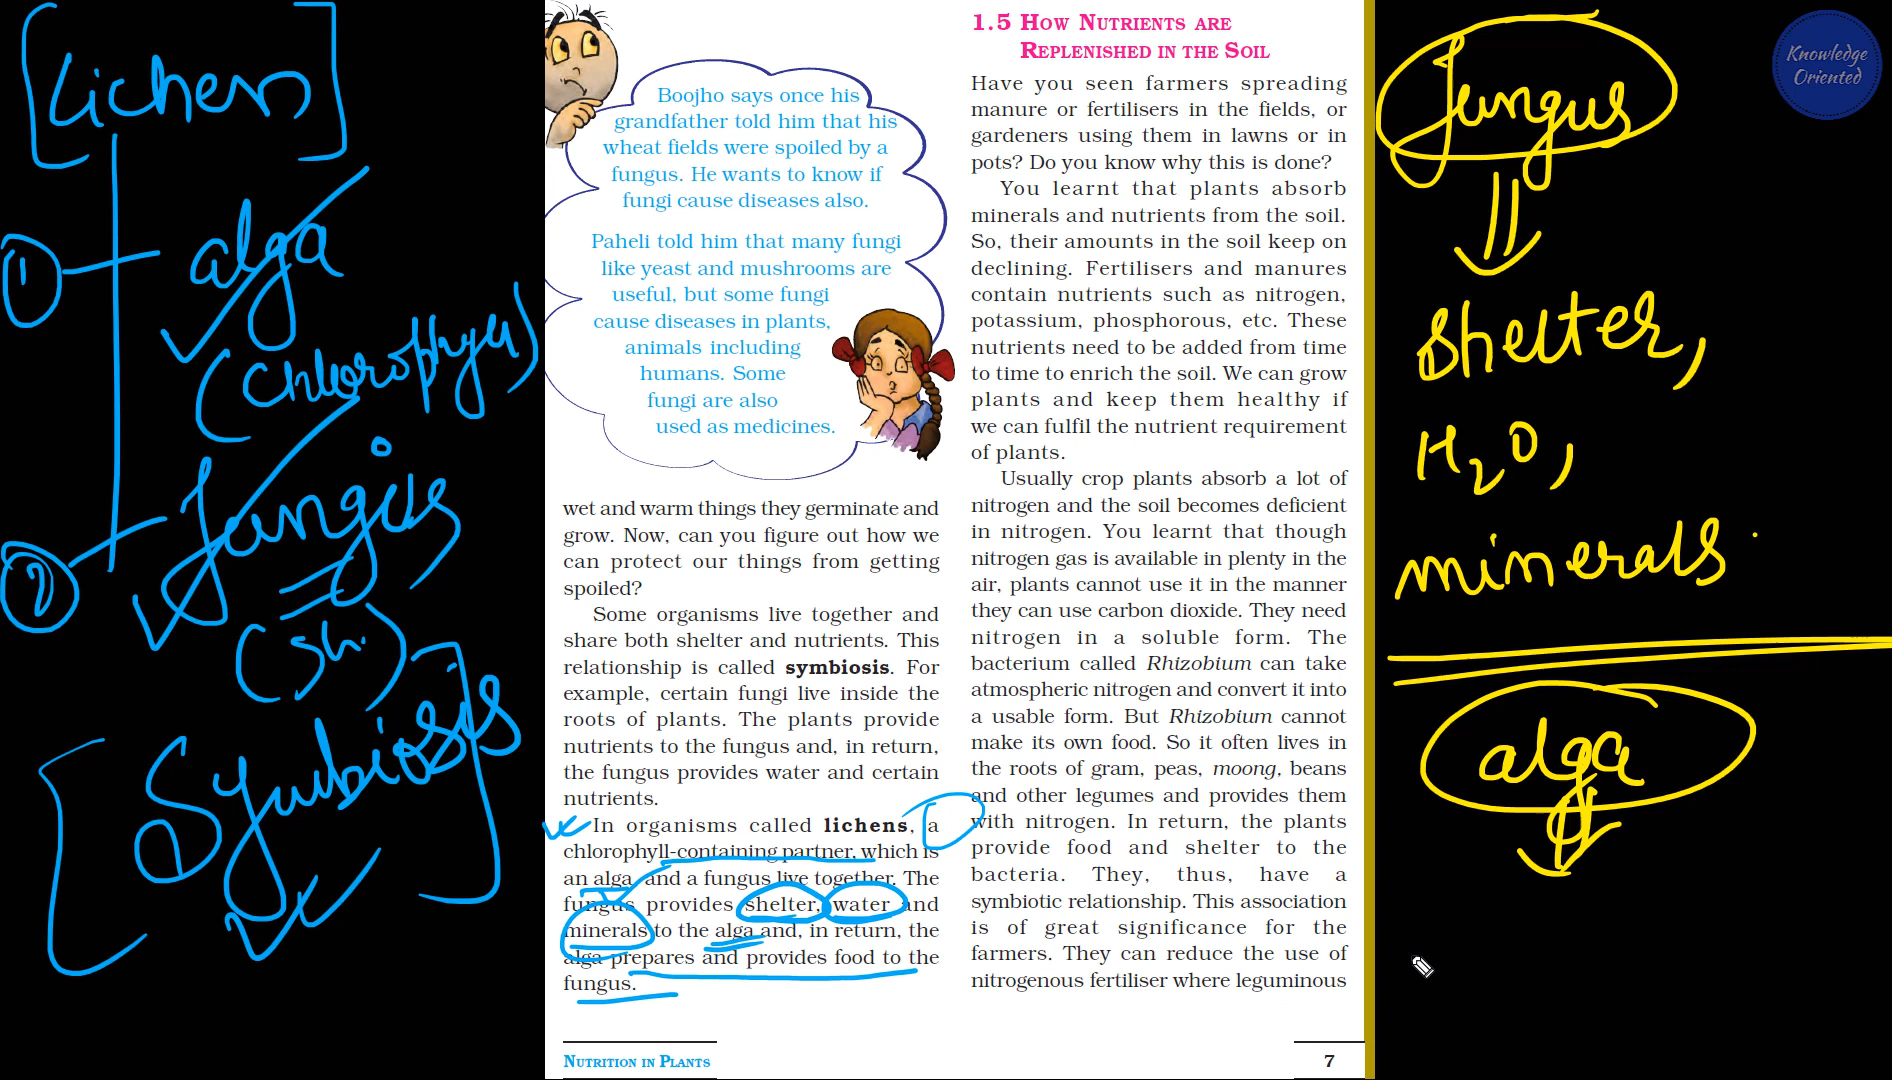 Lichens
1
alga
(Chlorophyll)
2
fungus
(Sh.)
Symbiosis
Boojho says once his
grandfather told him that his
wheat fields were spoiled by a
fungus. He wants to know if
fungi cause diseases also.
Paheli told him that many fungi
like yeast and mushrooms are
useful, but some fungi
cause diseases in plants,
animals including
humans. Some
fungi are also
used as medicines.
wet and warm things they germinate and
grow. Now, can you figure out how we
can protect our things from getting
spoiled?
Some organisms live together and
share both shelter and nutrients. This
relationship is called symbiosis. For
example, certain fungi live inside the
roots of plants. The plants provide
nutrients to the fungus and, in return,
the fungus provides water and certain
nutrients.
In organisms called lichens, a
chlorophyll-containing partner, which is
an alga, and a fungus live together. The
fungus provides shelter, water and
minerals to the alga and, in return, the
alga prepares and provides food to the
fungus.
NUTRITION IN PLANTS
1.5 HOW NUTRIENTS ARE
REPLENISHED IN THE SOIL
Have you seen farmers spreading
manure or fertilisers in the fields, or
gardeners using them in lawns or in
pots? Do you know why this is done?
You learnt that plants absorb
minerals and nutrients from the soil.
So, their amounts in the soil keep on
declining. Fertilisers and manures
contain nutrients such as nitrogen,
potassium, phosphorous, etc. These
nutrients need to be added from time
to time to enrich the soil. We can grow
plants and keep them healthy if
we can fulfil the nutrient requirement
of plants.
Usually crop plants absorb a lot of
nitrogen and the soil becomes deficient
in nitrogen. You learnt that though
nitrogen gas is available in plenty in the
air, plants cannot use it in the manner
they can use carbon dioxide. They need
nitrogen in a soluble form. The
bacterium called Rhizobium can take
atmospheric nitrogen and convert it into
a usable form. But Rhizobium cannot
make its own food. So it often lives in
the roots of gram, peas, moong, beans
and other legumes and provides them
with nitrogen. In return, the plants
provide food and shelter to the
bacteria. They, thus, have a
symbiotic relationship. This association
is of great significance for the
farmers. They can reduce the use of
nitrogenous fertiliser where leguminous
7
fungus
Shelter,
H2O,
minerals
alga
Knowledge
Oriented